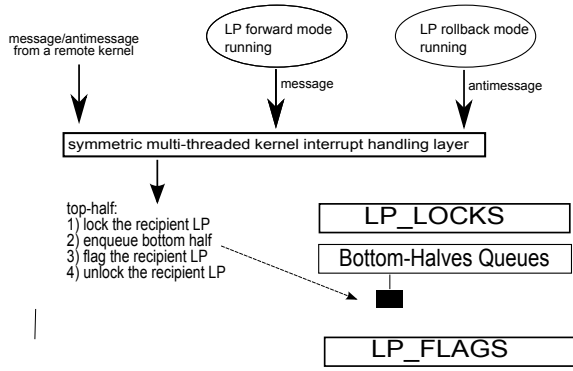 message/antimessage
from a remote kernel
LP forward mode
running
LP rollback mode
running
message
antimessage
symmetric multi-threaded kernel interrupt handling layer
top-half:
1) lock the recipient LP
2) enqueue bottom half
3) flag the recipient LP
4) unlock the recipient LP
LP_LOCKS
Bottom-Halves Queues
LP_FLAGS